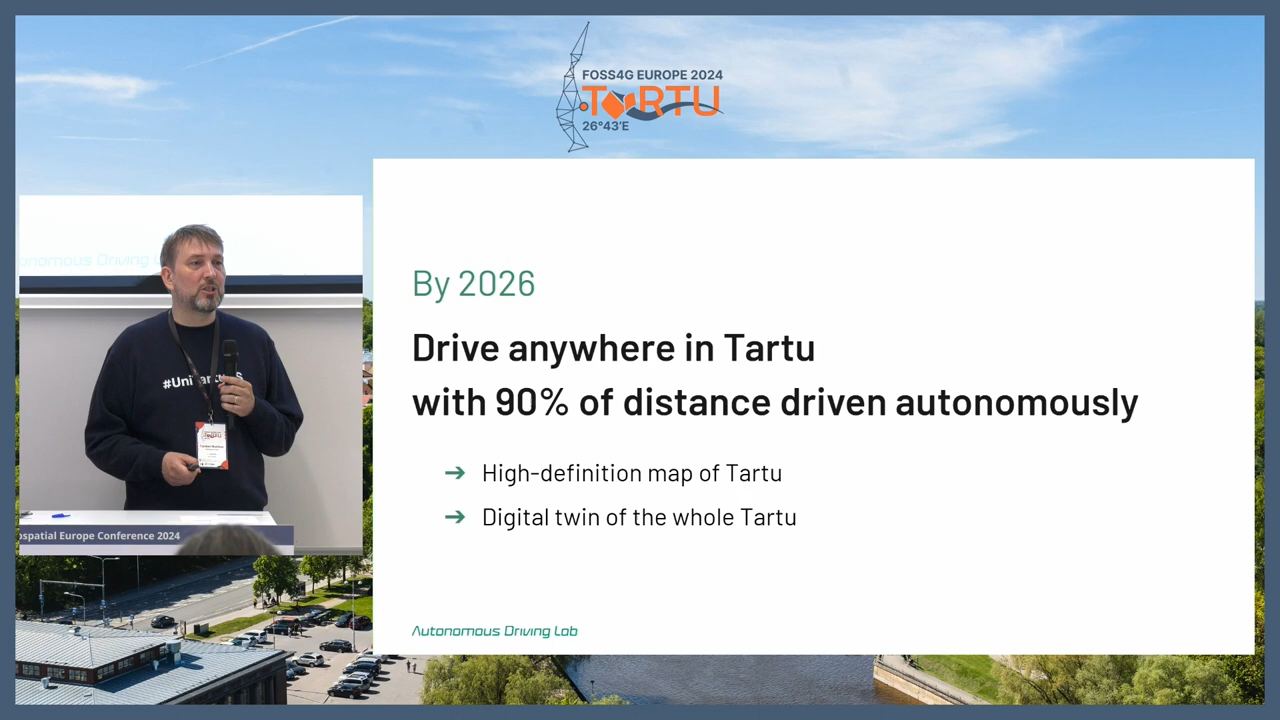 FOSS4G EUROPE 2024
TARTU
26°43'E
By 2026
Drive anywhere in Tartu
with 90% of distance driven autonomously
➔ High-definition map of Tartu
➔ Digital twin of the whole Tartu
Autonomous Driving Lab
onomous Driving
ospatial Europe Conference 2024